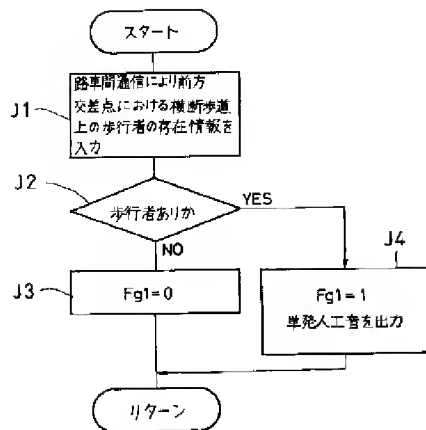 スタート
J1
路車間通信により前方
交差点における横断歩道
上の歩行者の存在情報を
入力
J2
歩行者ありか
YES
NO
J3
Fg1=0
J4
Fg1=1
単発人工音を出力
リターン